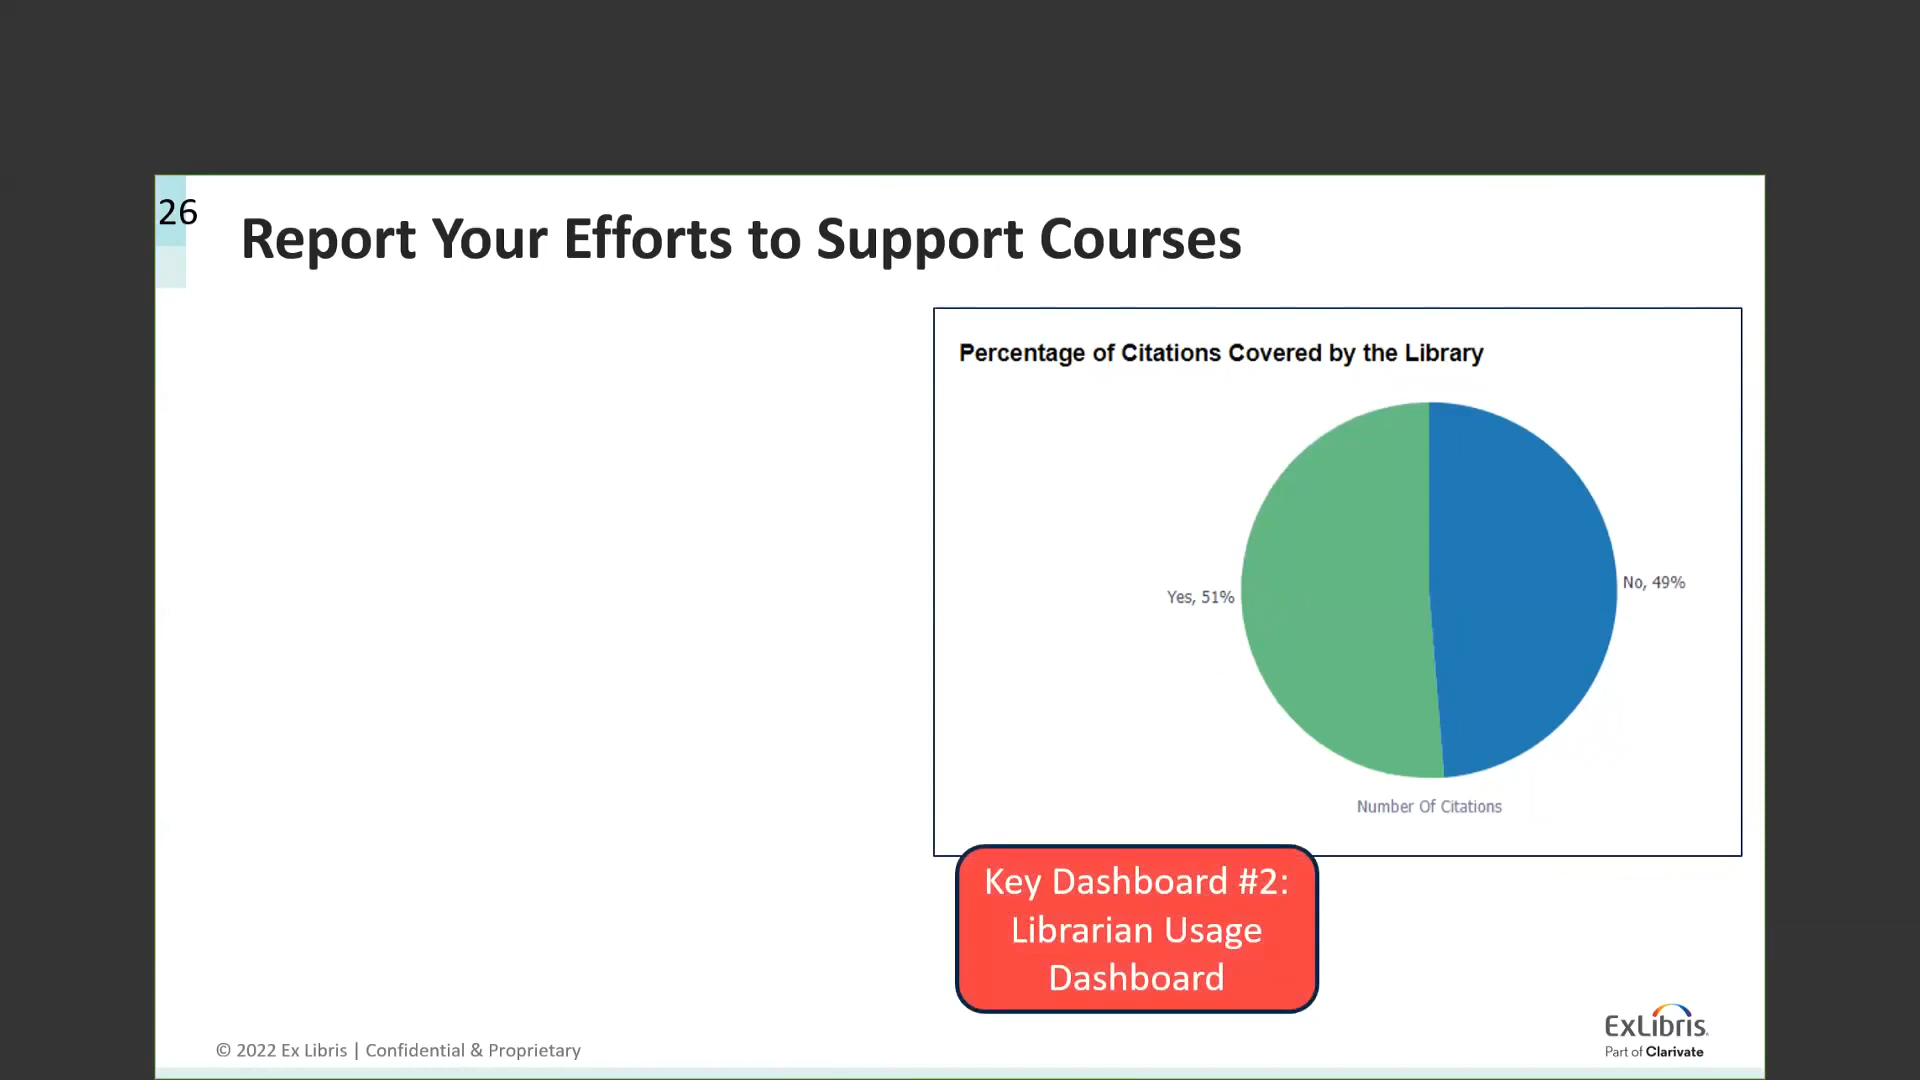 26
Report Your Efforts to Support Courses
Percentage of Citations Covered by the Library
No, 49%
Yes, 51%
Number Of Citations
Key Dashboard #2:
Librarian Usage
Dashboard
© 2022 Ex Libris | Confidential & Proprietary
ExLibris
Part of Clarivate